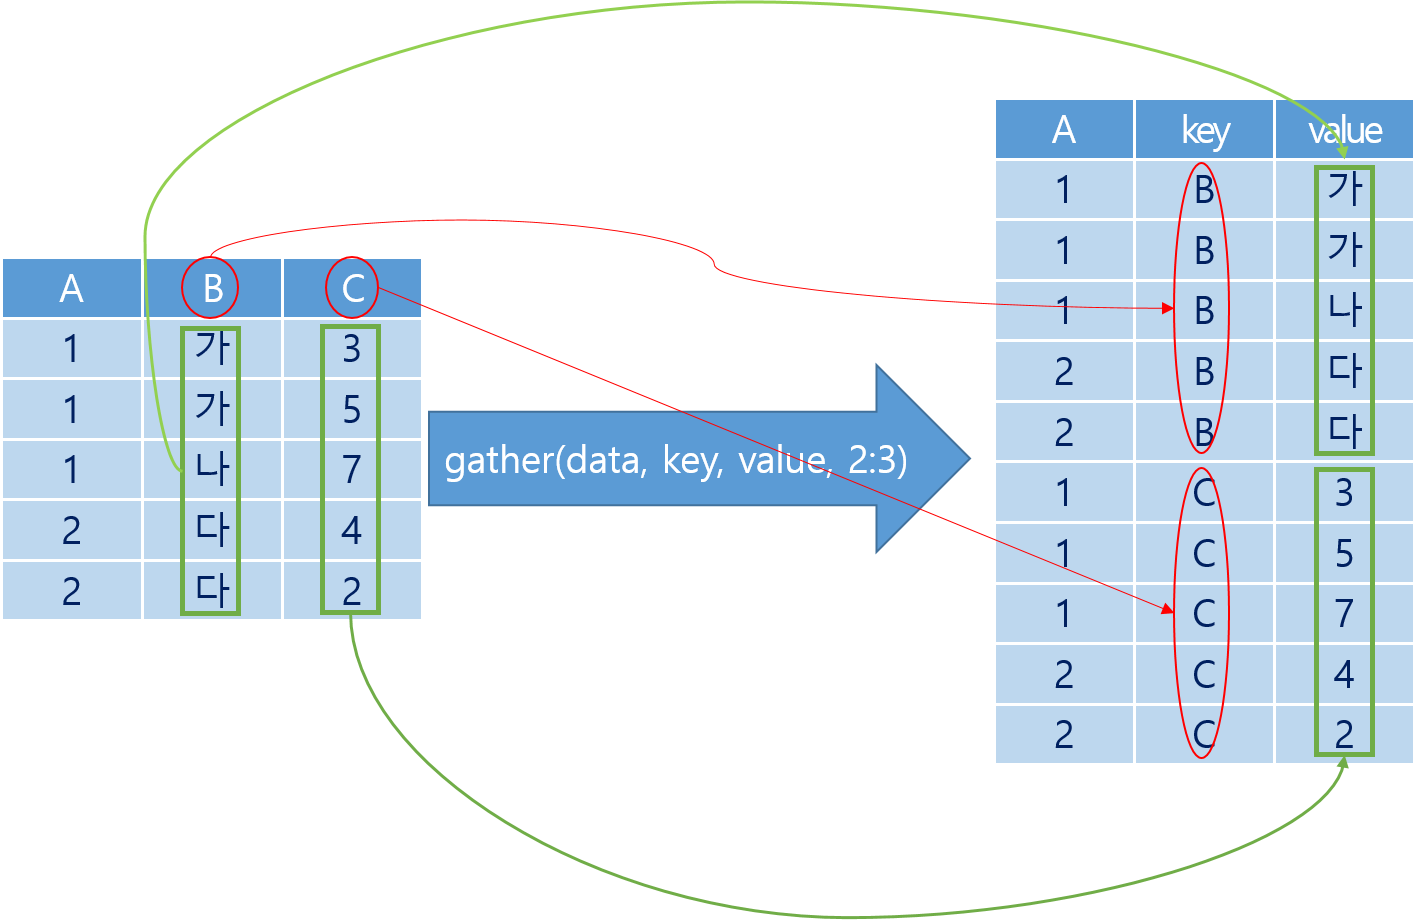 A B C
1 가 3
1 가 5
1 나 7
2 다 4
2 다 2
gather(data, key, value, 2:3)
A key value
1 B 가
1 B 가
1 B 나
2 B 다
2 B 다
1 C 3
1 C 5
1 C 7
2 C 4
2 C 2